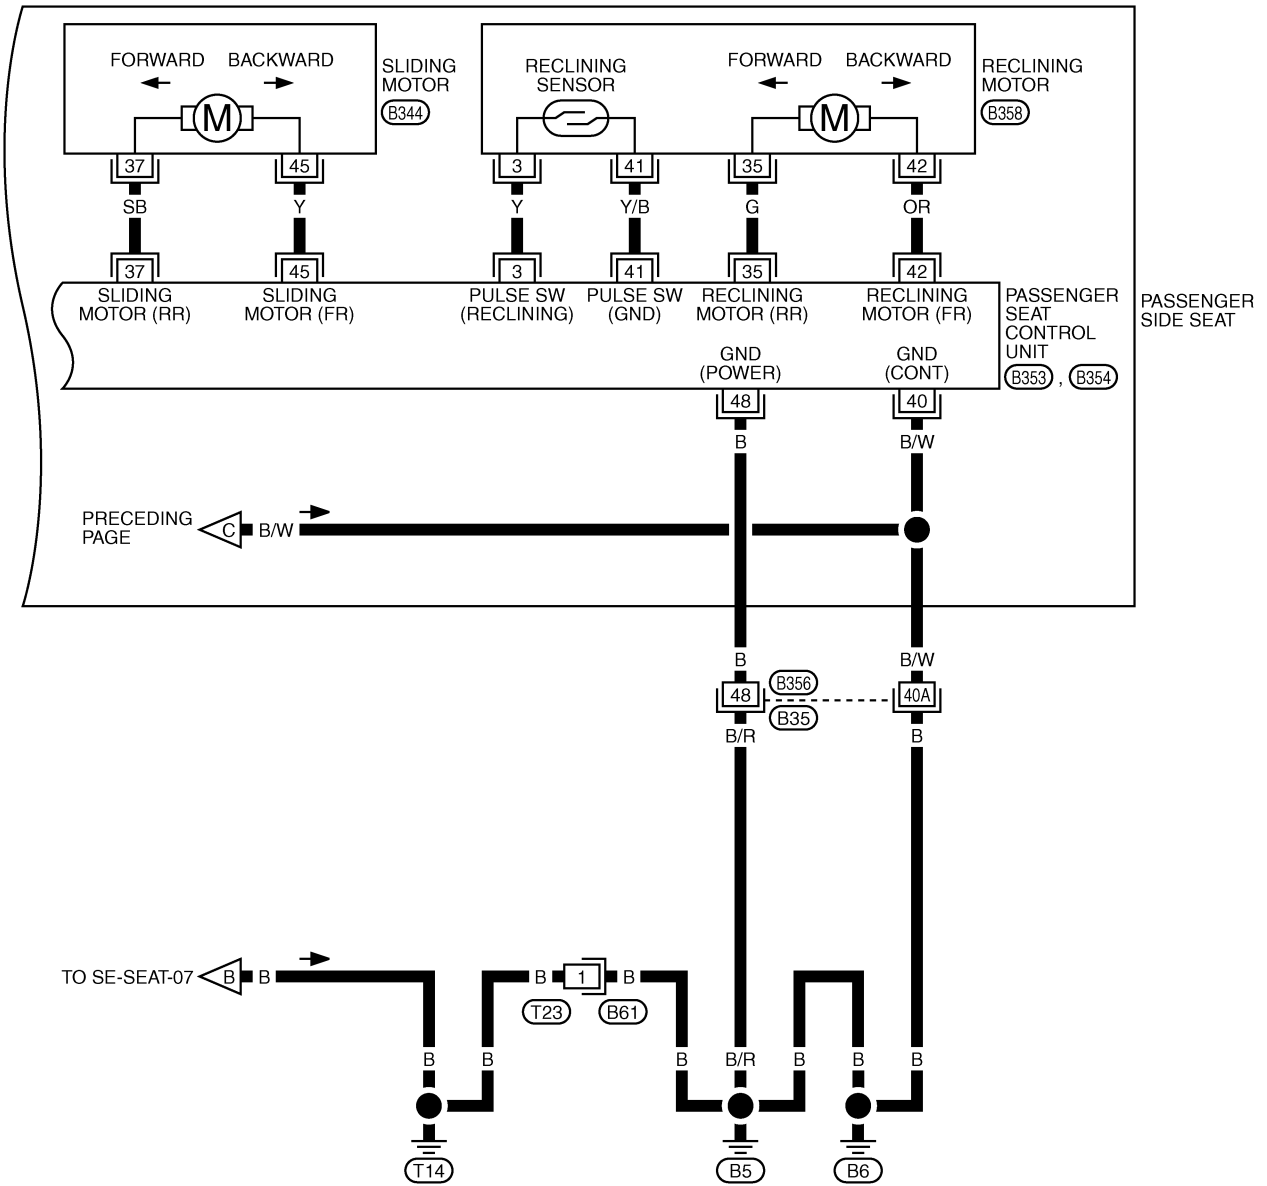 FORWARD BACKWARD
SLIDING
MOTOR
B344
M
RECLINING
SENSOR
FORWARD BACKWARD
RECLINING
MOTOR
B358
M
37 45 3 41 35 42
SB Y Y Y/B G OR
37 45 3 41 35 42
SLIDING
MOTOR (RR)
SLIDING
MOTOR (FR)
PULSE SW
(RECLINING)
PULSE SW
(GND)
RECLINING
MOTOR (RR)
RECLINING
MOTOR (FR)
PASSENGER
SEAT
CONTROL
UNIT
B353 , B354
PASSENGER
SIDE SEAT
GND
(POWER)
GND
(CONT)
48 40
B B/W
PRECEDING
PAGE
C B/W
B B/W
48 B356 40A
B35
B/R B
TO SE-SEAT-07 B B
B 1 B
T23 B61
B B B B/R B B B
T14 B5 B6